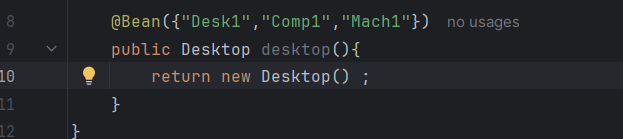 8 @Bean({"Desk1","Comp1","Mach1"}) no usages
9 public Desktop desktop(){
10 return new Desktop() ;
11 }
12 }